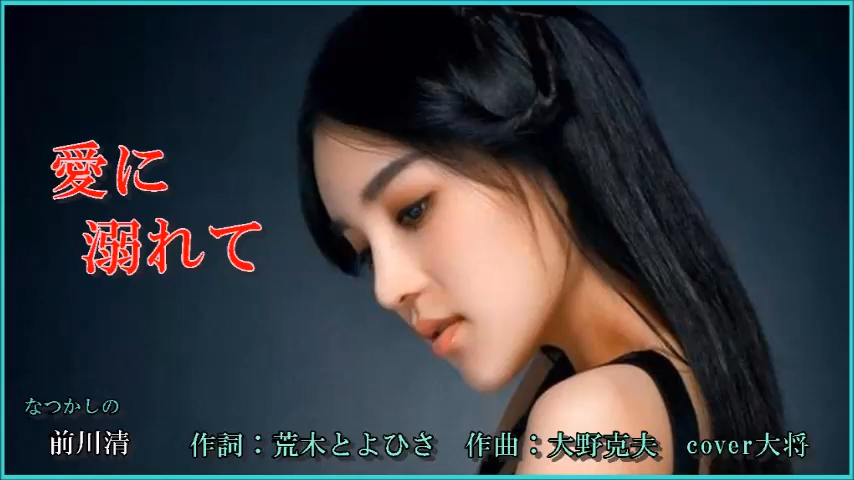 愛に
溺れて
なつかしの
前川清
作詞：荒木とよひさ　作曲：大野克夫　cover大将